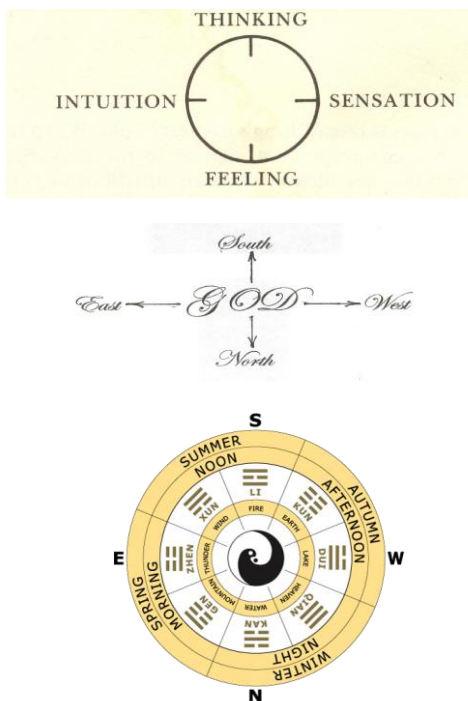 THINKING
INTUITION SENSATION
FEELING
South
East GOD West
North
S
SUMMER
NOON
LI
FIRE
XUN
WIND
KUN
EARTH
AUTUMN
AFTERNOON
E
ZHEN
THUNDER
LAKE
DUI
W
SPRING
MORNING
GEN
MOUNTAIN
WATER
KAN
HEAVEN
QIAN
NIGHT
WINTER
N